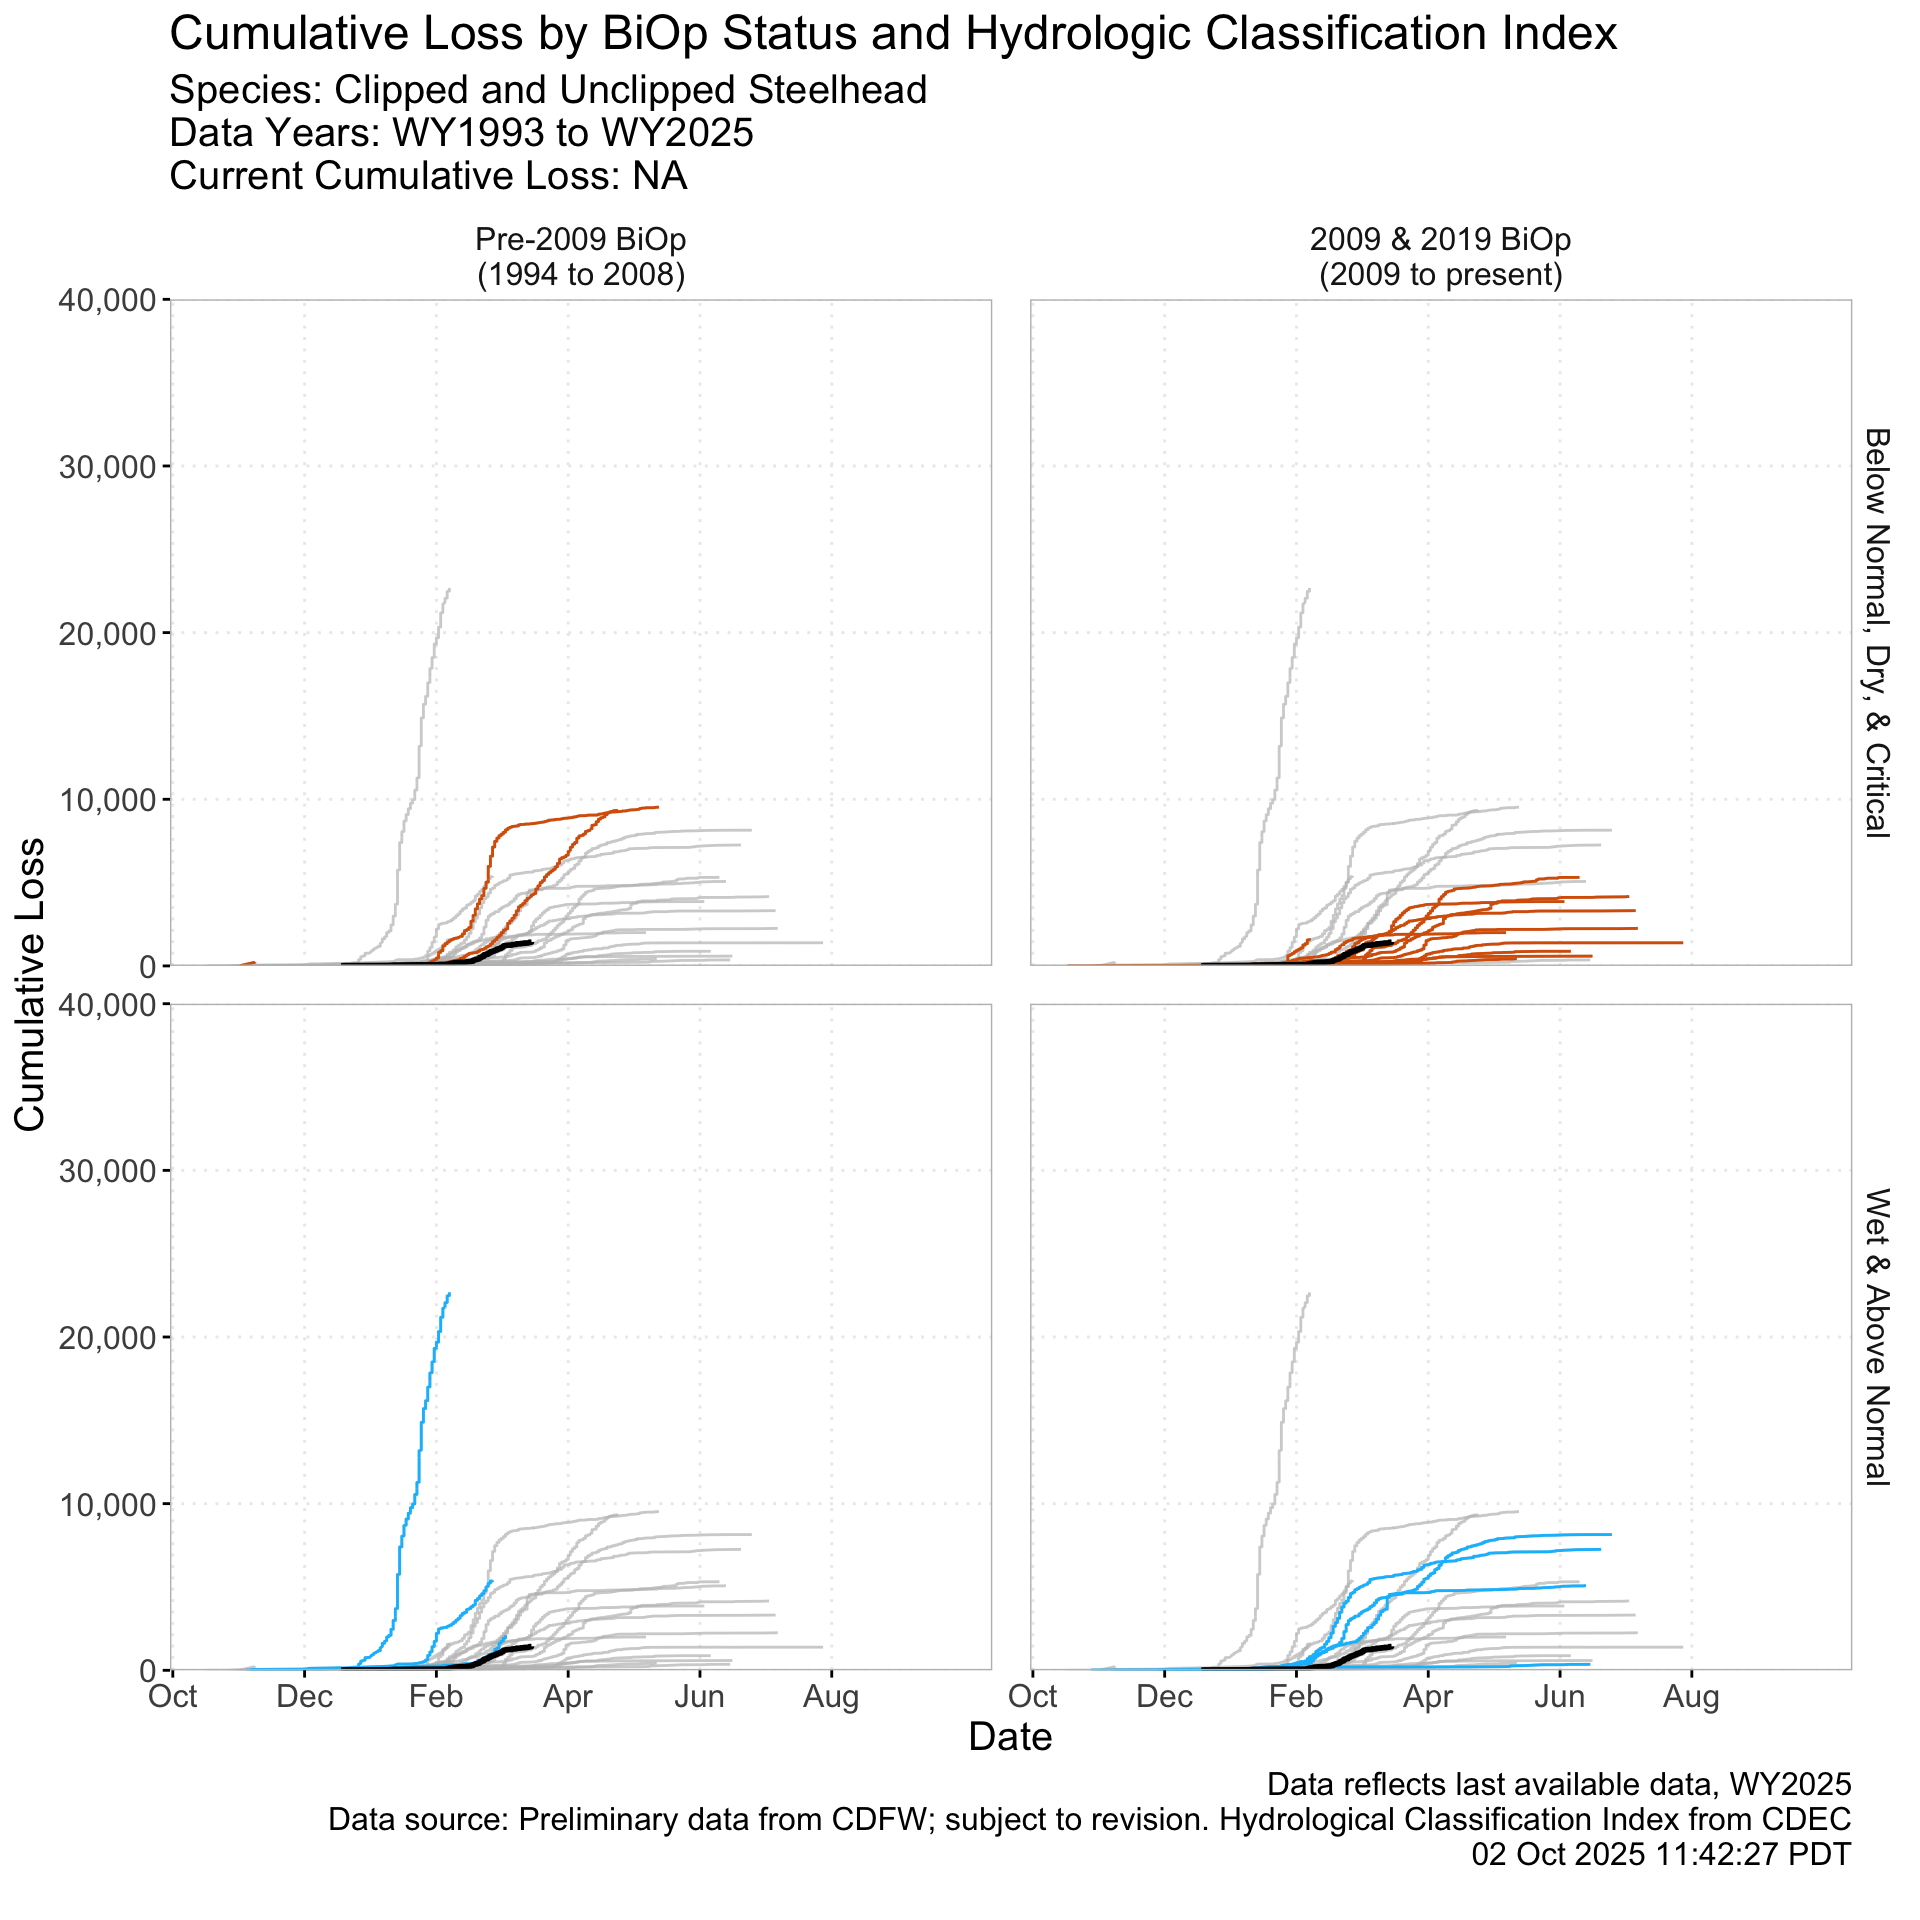 Cumulative Loss by BiOp Status and Hydrologic Classification Index
Species: Clipped and Unclipped Steelhead
Data Years: WY1993 to WY2025
Current Cumulative Loss: NA
Pre-2009 BiOp
(1994 to 2008)
2009 & 2019 BiOp
(2009 to present)
40,000
30,000
20,000
10,000
0
Below Normal, Dry, & Critical
Cumulative Loss
40,000
30,000
20,000
10,000
0
Wet & Above Normal
Oct Dec Feb Apr Jun Aug
Oct Dec Feb Apr Jun Aug
Date
Data reflects last available data, WY2025
Data source: Preliminary data from CDFW; subject to revision. Hydrological Classification Index from CDEC
02 Oct 2025 11:42:27 PDT